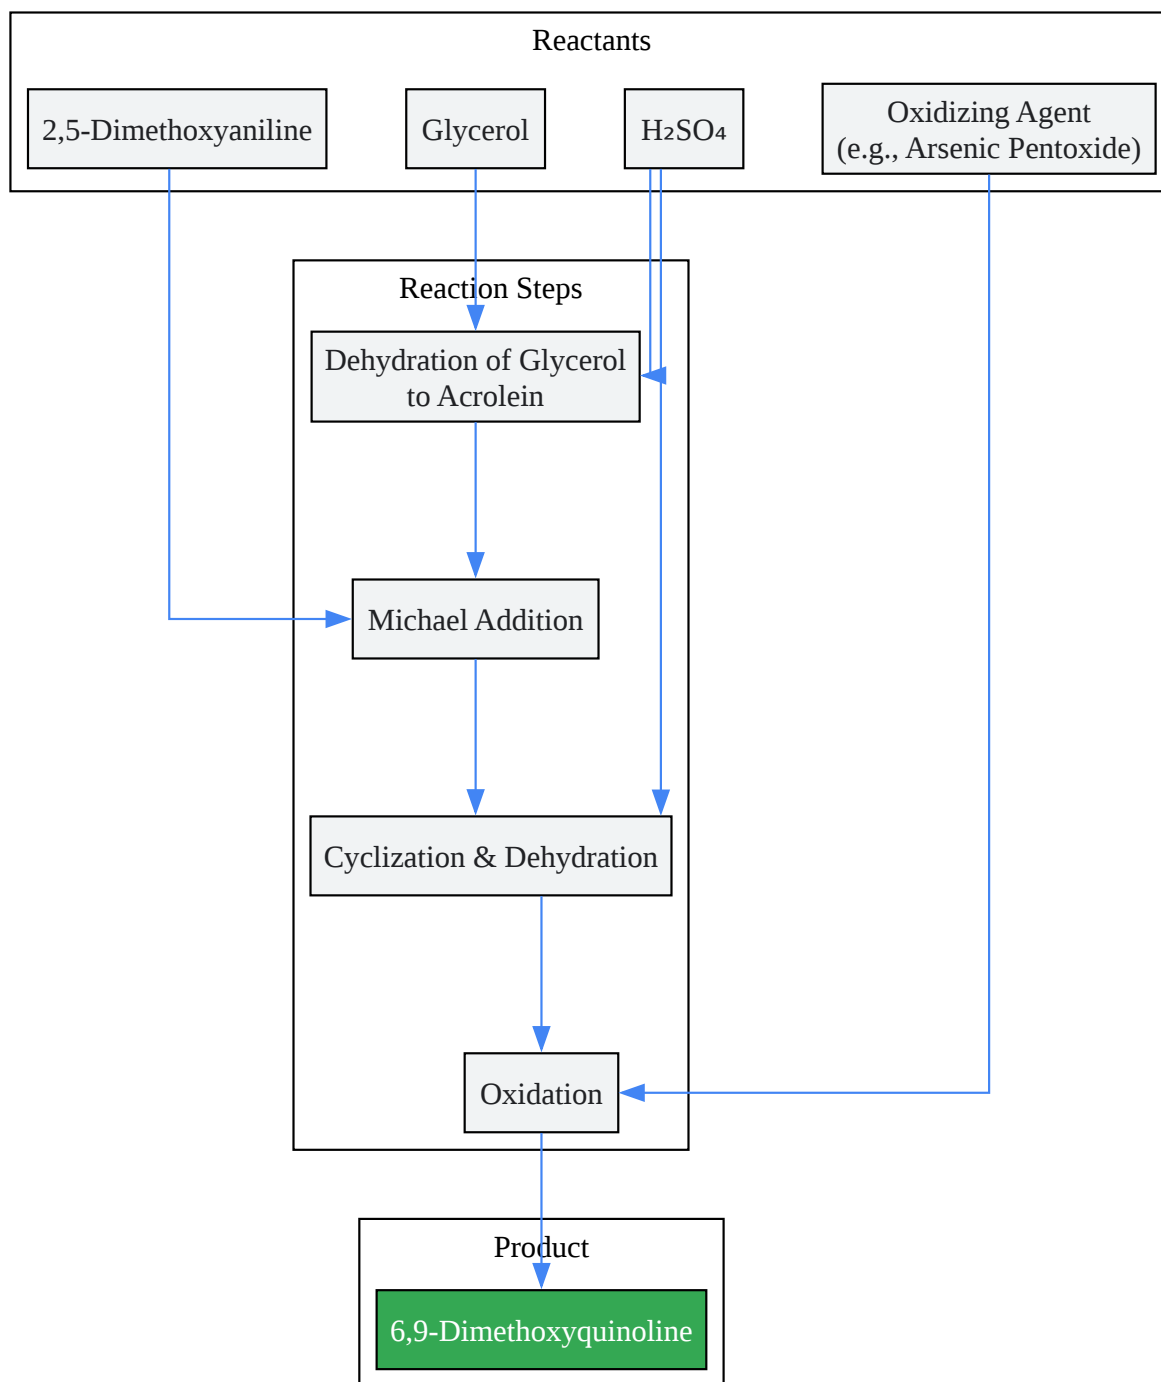 Reactants
2,5-Dimethoxyaniline
Glycerol
H₂SO₄
Oxidizing Agent
(e.g., Arsenic Pentoxide)
Reaction Steps
Dehydration of Glycerol
to Acrolein
Michael Addition
Cyclization & Dehydration
Oxidation
Product
6,9-Dimethoxyquinoline